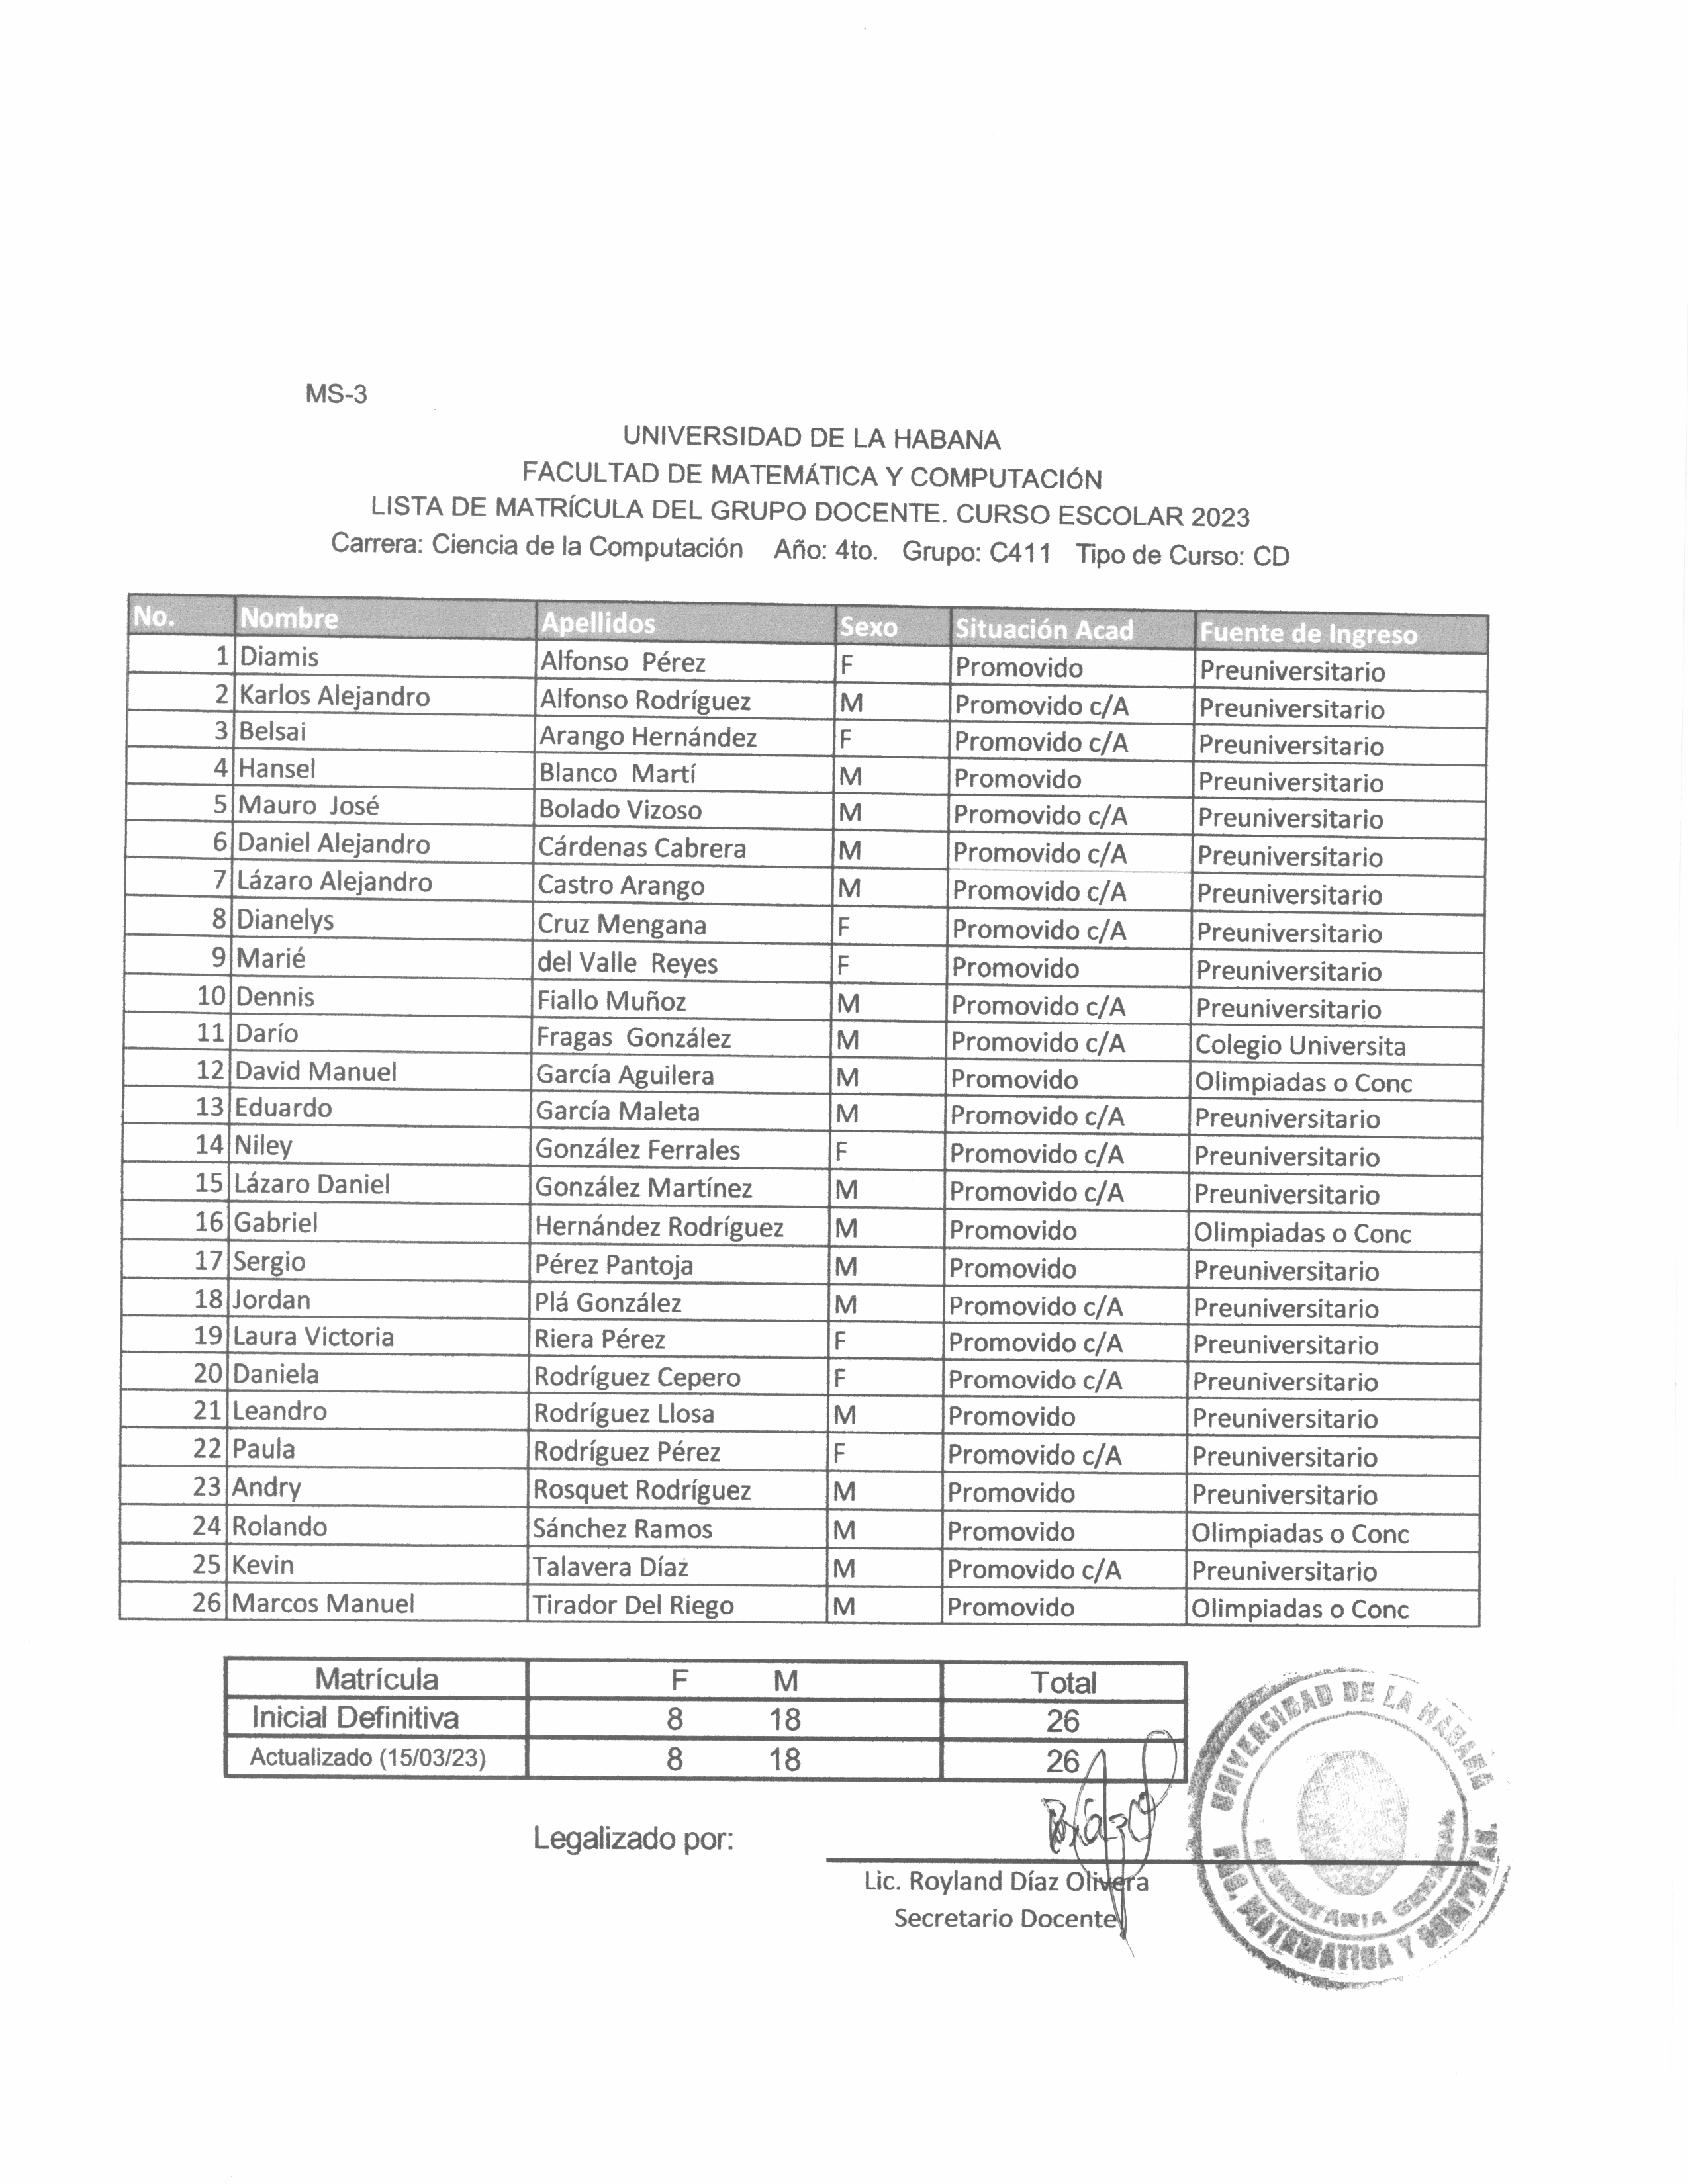 MS-3
UNIVERSIDAD DE LA HABANA
FACULTAD DE MATEMÁTICA Y COMPUTACIÓN
LISTA DE MATRÍCULA DEL GRUPO DOCENTE. CURSO ESCOLAR 2023
Carrera: Ciencia de la Computación Año: 4to. Grupo: C411 Tipo de Curso: CD
No. Nombre Apellidos Sexo Situación Acad Fuente de Ingreso
1 Diamis Alfonso Pérez F Promovido Preuniversitario
2 Karlos Alejandro Alfonso Rodríguez M Promovido c/A Preuniversitario
3 Belsai Arango Hernández F Promovido c/A Preuniversitario
4 Hansel Blanco Martí M Promovido Preuniversitario
5 Mauro José Bolado Vizoso M Promovido c/A Preuniversitario
6 Daniel Alejandro Cárdenas Cabrera M Promovido c/A Preuniversitario
7 Lázaro Alejandro Castro Arango M Promovido c/A Preuniversitario
8 Dianelys Cruz Mengana F Promovido c/A Preuniversitario
9 Marié del Valle Reyes F Promovido Preuniversitario
10 Dennis Fiallo Muñoz M Promovido c/A Preuniversitario
11 Darío Fragas González M Promovido c/A Colegio Universita
12 David Manuel García Aguilera M Promovido Olimpiadas o Conc
13 Eduardo García Maleta M Promovido c/A Preuniversitario
14 Niley González Ferrales F Promovido c/A Preuniversitario
15 Lázaro Daniel González Martínez M Promovido c/A Preuniversitario
16 Gabriel Hernández Rodríguez M Promovido Olimpiadas o Conc
17 Sergio Pérez Pantoja M Promovido Preuniversitario
18 Jordan Plá González M Promovido c/A Preuniversitario
19 Laura Victoria Riera Pérez F Promovido c/A Preuniversitario
20 Daniela Rodríguez Cepero F Promovido c/A Preuniversitario
21 Leandro Rodríguez Llosa M Promovido Preuniversitario
22 Paula Rodríguez Pérez F Promovido c/A Preuniversitario
23 Andry Rosquet Rodríguez M Promovido Preuniversitario
24 Rolando Sánchez Ramos M Promovido Olimpiadas o Conc
25 Kevin Talavera Díaz M Promovido c/A Preuniversitario
26 Marcos Manuel Tirador Del Riego M Promovido Olimpiadas o Conc
Matrícula F M Total
Inicial Definitiva 8 18 26
Actualizado (15/03/23) 8 18 26
Legalizado por:
Lic. Royland Díaz Olivera
Secretario Docente
UNIVERSIDAD DE LA HABANA
SECRETARIA GENERAL
FAC. MATEMATICA Y COMPUTAC.